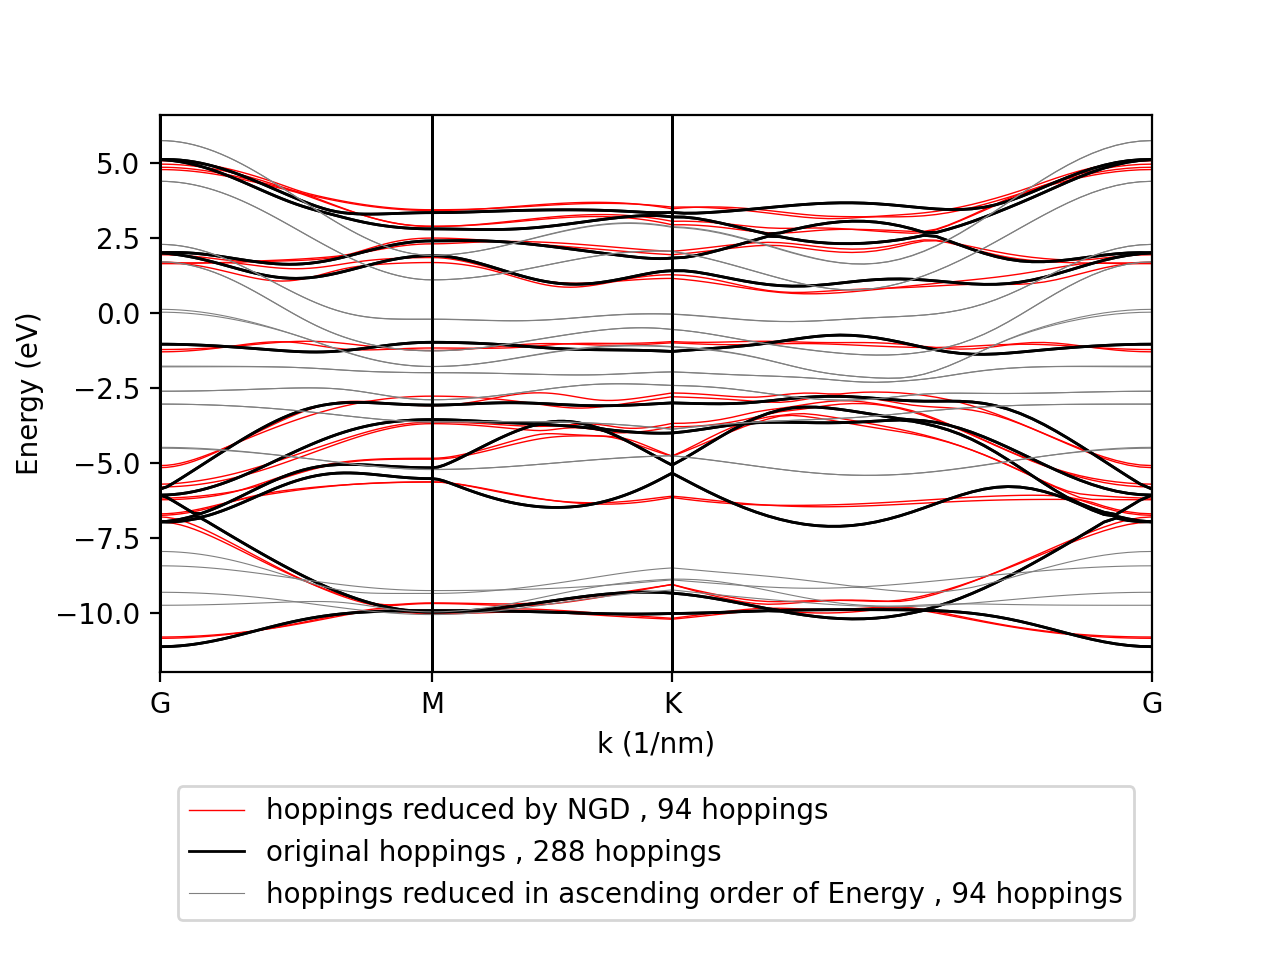 5.0
2.5
0.0
−2.5
−5.0
−7.5
−10.0
Energy (eV)
G M K G
k (1/nm)
hoppings reduced by NGD , 94 hoppings
original hoppings , 288 hoppings
hoppings reduced in ascending order of Energy , 94 hoppings